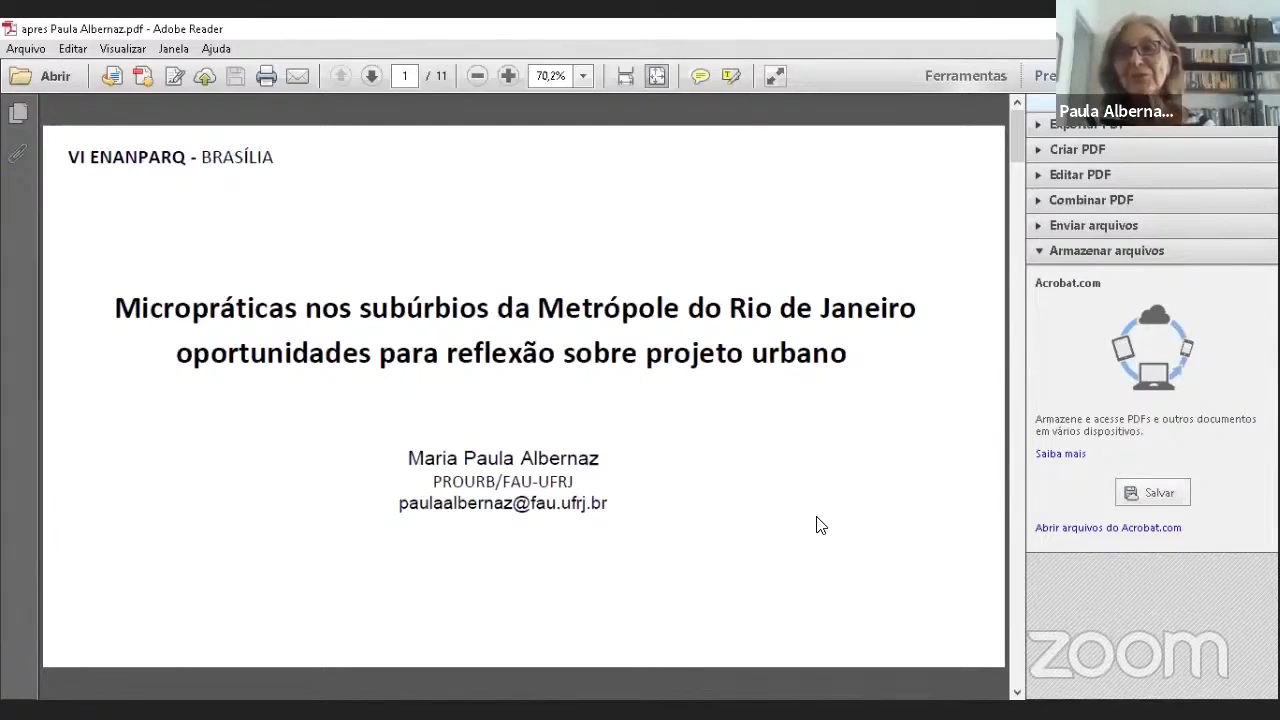 apres Paula Albernaz.pdf - Adobe Reader
Arquivo Editar Visualizar Janela Ajuda
Abrir 1 / 11 70,2% Ferramentas
Paula Alberna...
Exportar PDF
Criar PDF
Editar PDF
Combinar PDF
Enviar arquivos
Armazenar arquivos
Acrobat.com
Armazene e acesse PDFs e outros documentos
em vários dispositivos.
Saiba mais
Salvar
Abrir arquivos do Acrobat.com
VI ENANPARQ - BRASÍLIA
Micropráticas nos subúrbios da Metrópole do Rio de Janeiro
oportunidades para reflexão sobre projeto urbano
Maria Paula Albernaz
PROURB/FAU-UFRJ
paulaalbernaz@fau.ufrj.br
zoom